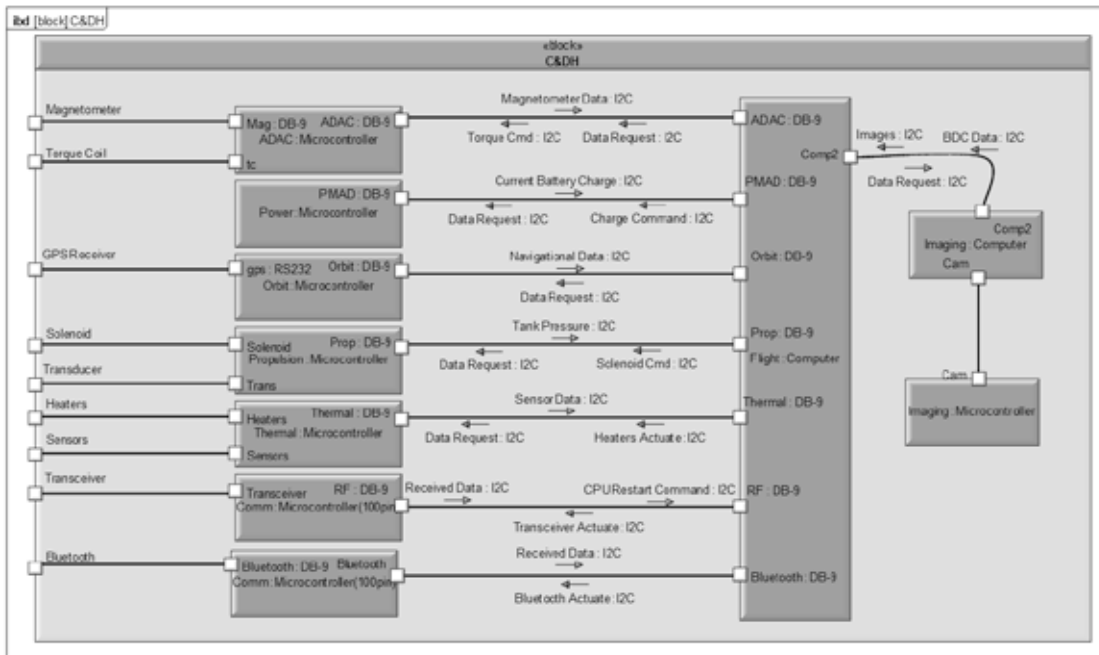 ibd [block] C&DH
«block»
C&DH
Magnetometer
Mag : DB-9 ADAC : DB-9
ADAC : Microcontroller
Magnetometer Data : I2C
Torque Cmd : I2C Data Request : I2C
ADAC : DB-9
Images : I2C BDC Data : I2C
Torque Coil
tc
Comp2
Data Request : I2C
PMAD : DB-9
Power : Microcontroller
Current Battery Charge : I2C
Data Request : I2C Charge Command : I2C
PMAD : DB-9
Comp2
Imaging : Computer
Cam
GPS Receiver
gps : RS232 Orbit : DB-9
Orbit : Microcontroller
Navigational Data : I2C
Data Request : I2C
Orbit : DB-9
Solenoid
Solenoid Prop : DB-9
Propulsion : Microcontroller
Tank Pressure : I2C
Data Request : I2C Solenoid Cmd : I2C
Prop : DB-9
Flight : Computer
Transducer
Trans
Cam
Imaging : Microcontroller
Heaters
Heaters Thermal : DB-9
Thermal : Microcontroller
Sensor Data : I2C
Data Request : I2C Heaters Actuate : I2C
Thermal : DB-9
Sensors
Sensors
Transceiver
Transceiver RF : DB-9
Comm : Microcontroller(100pin
Received Data : I2C CPU Restart Command : I2C
Transceiver Actuate : I2C
RF : DB-9
Bluetooth
Bluetooth : DB-9 Bluetooth
Comm : Microcontroller(100pin)
Received Data : I2C
Bluetooth Actuate : I2C
Bluetooth : DB-9